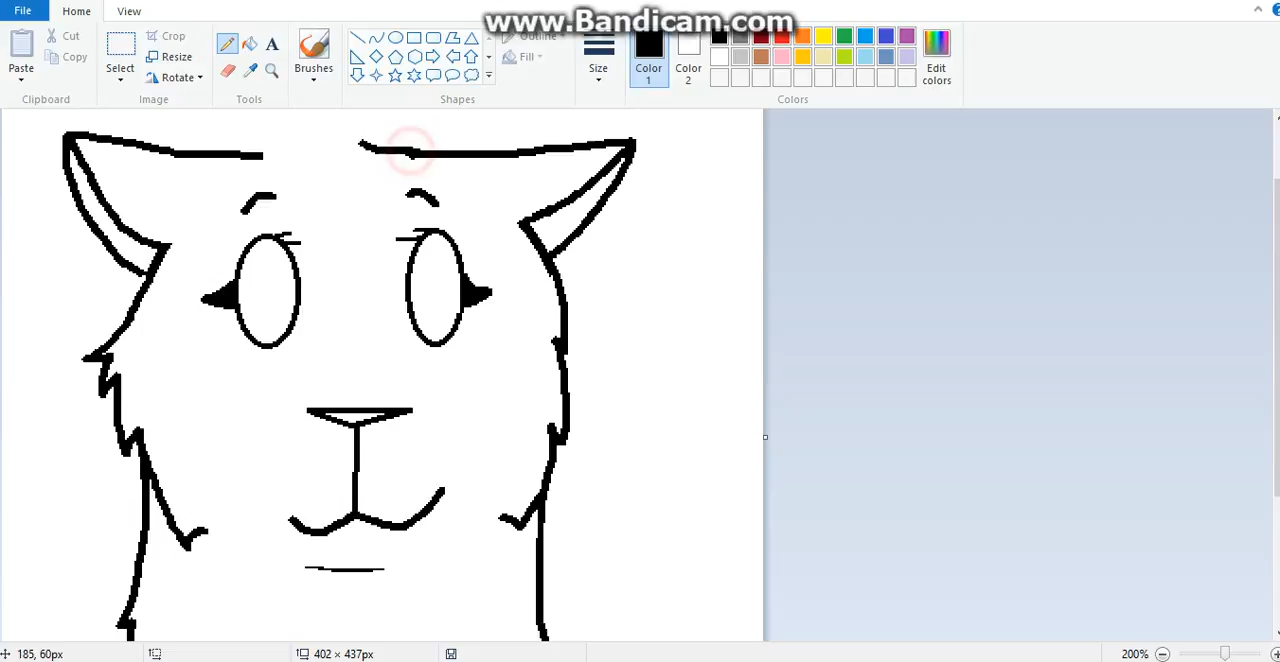 www.Bandicam.com
File
Home
View
Paste
Cut
Copy
Clipboard
Select
Crop
Resize
Rotate
Image
Tools
Brushes
Shapes
Outline
Fill
Size
Color 1
Color 2
Edit colors
Colors
185, 60px
402 × 437px
200%